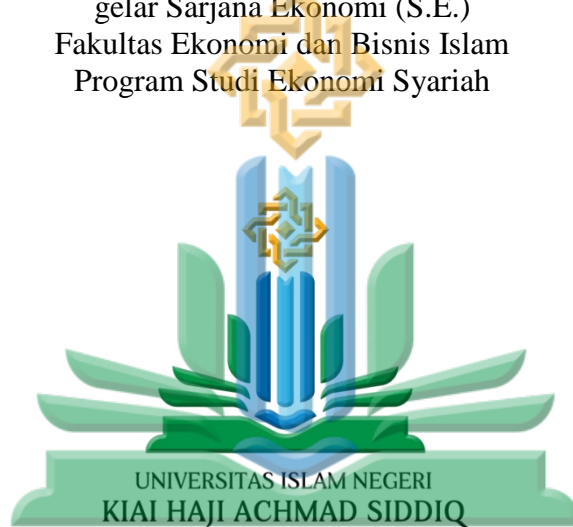 gelar Sarjana Ekonomi (S.E.)
Fakultas Ekonomi dan Bisnis Islam
Program Studi Ekonomi Syariah
UNIVERSITAS ISLAM NEGERI
KIAI HAJI ACHMAD SIDDIQ